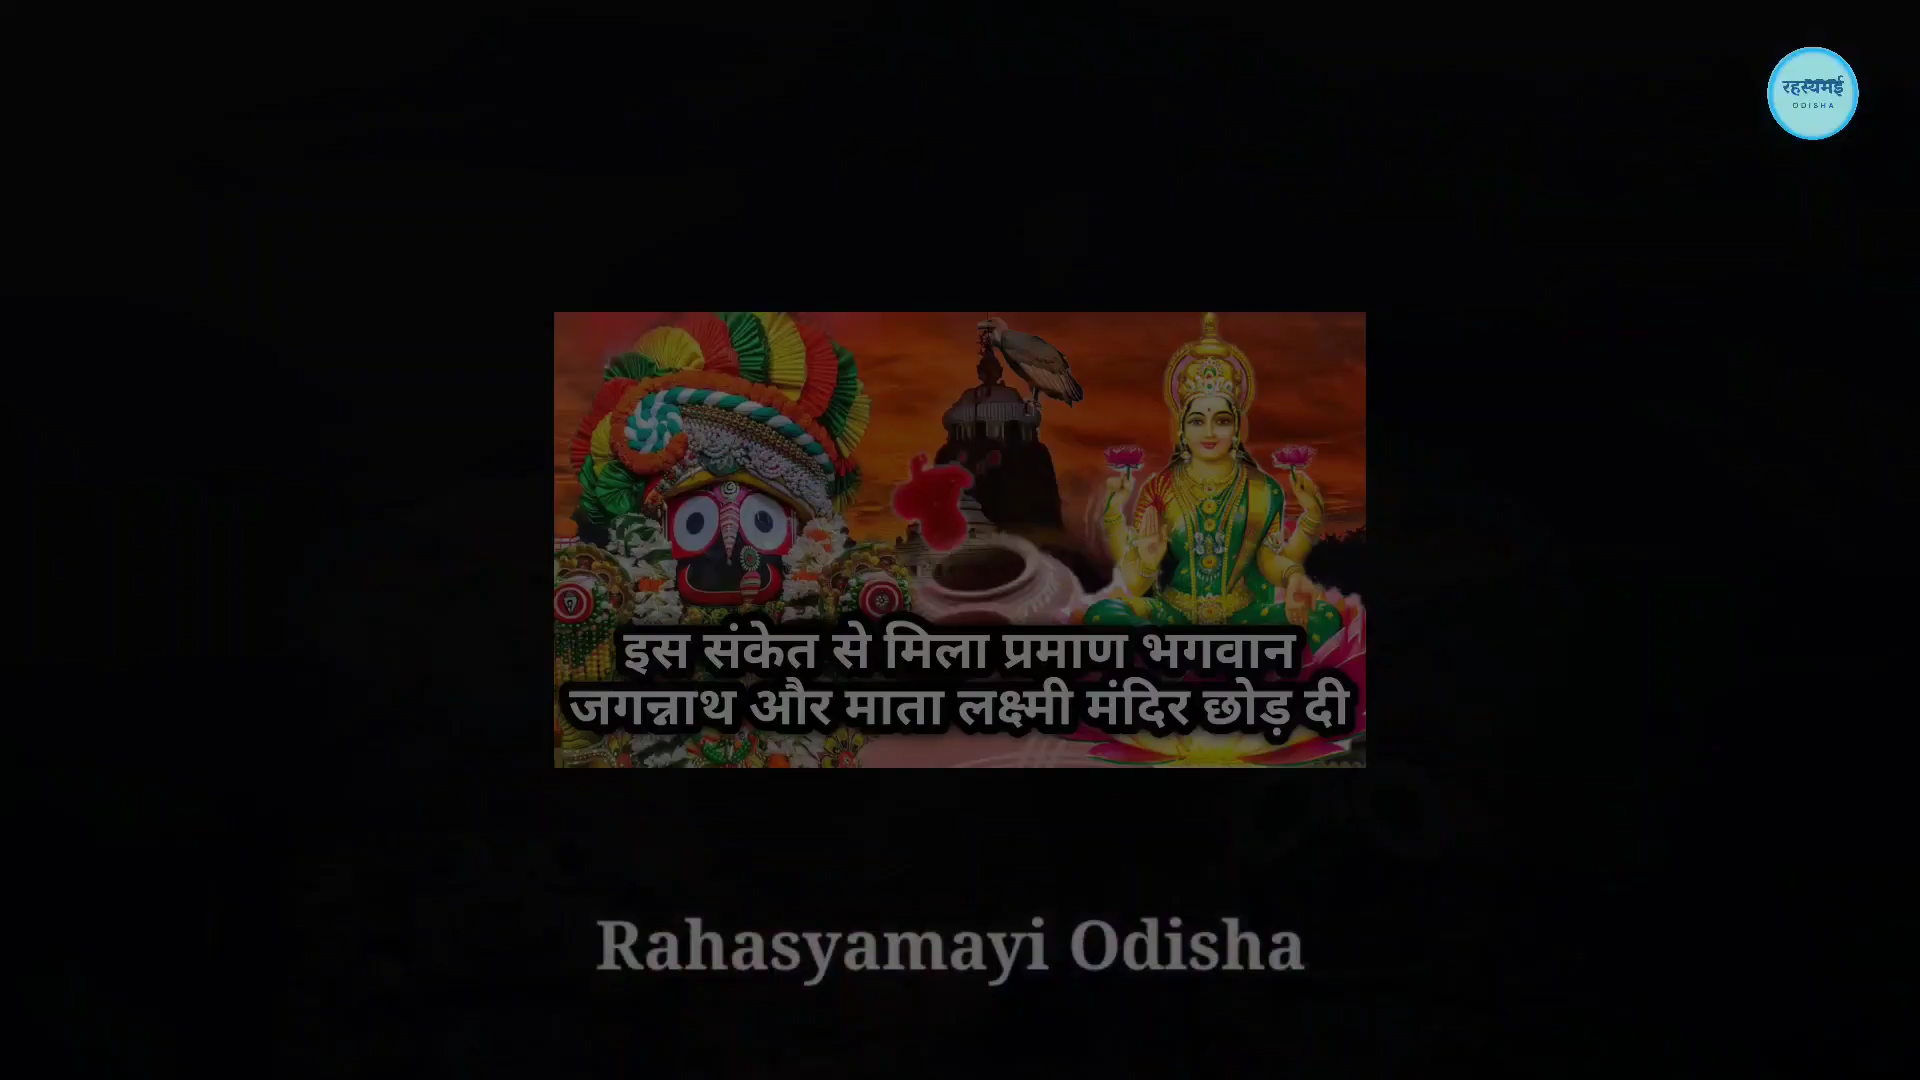 रहस्यमई
ODISHA
इस संकेत से मिला प्रमाण भगवान
जगन्नाथ और माता लक्ष्मी मंदिर छोड़ दी
Rahasyamayi Odisha